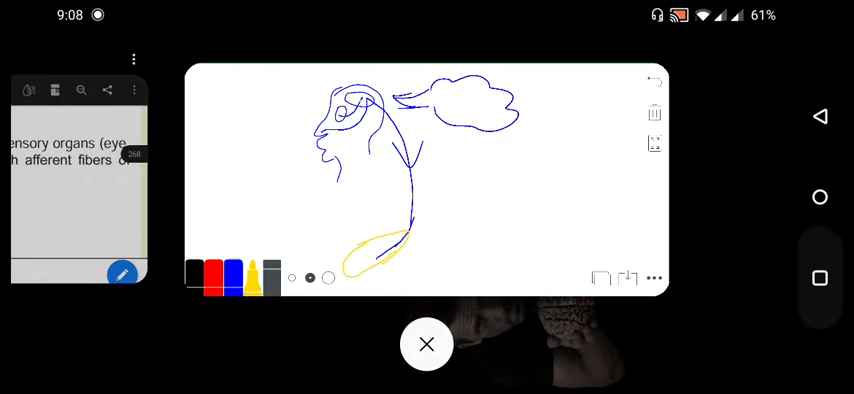 9:08
61%
ensory organs (eye
268
h afferent fibers o